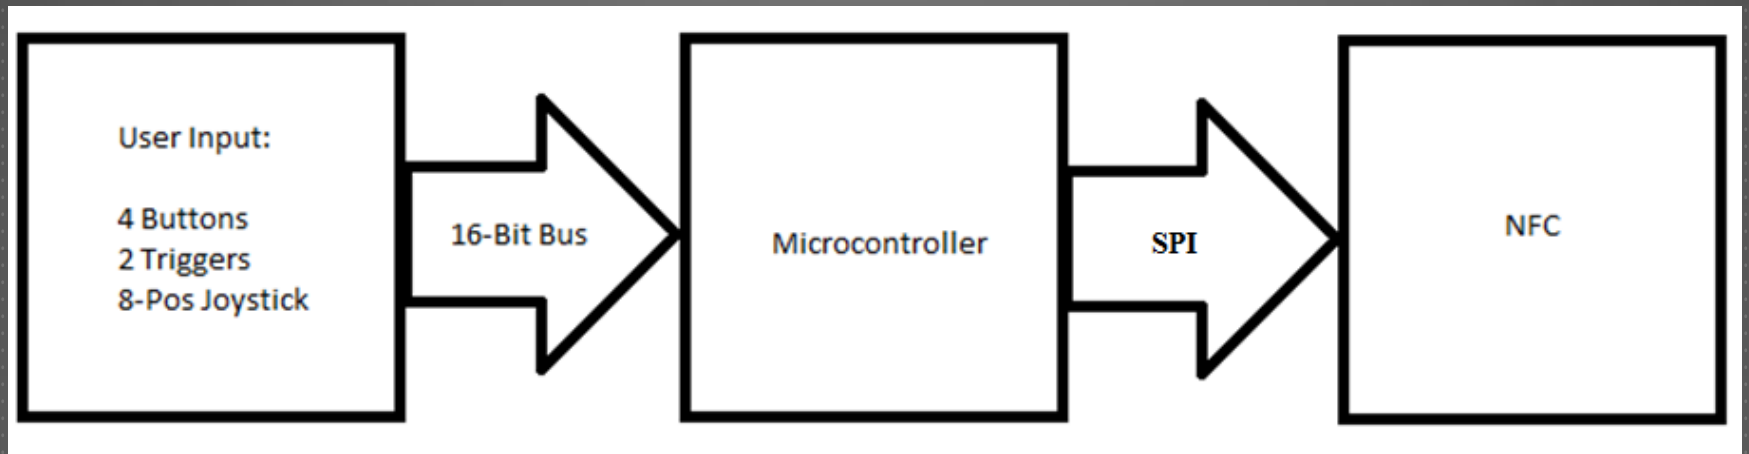 User Input:
4 Buttons
2 Triggers
8-Pos Joystick
16-Bit Bus
Microcontroller
SPI
NFC